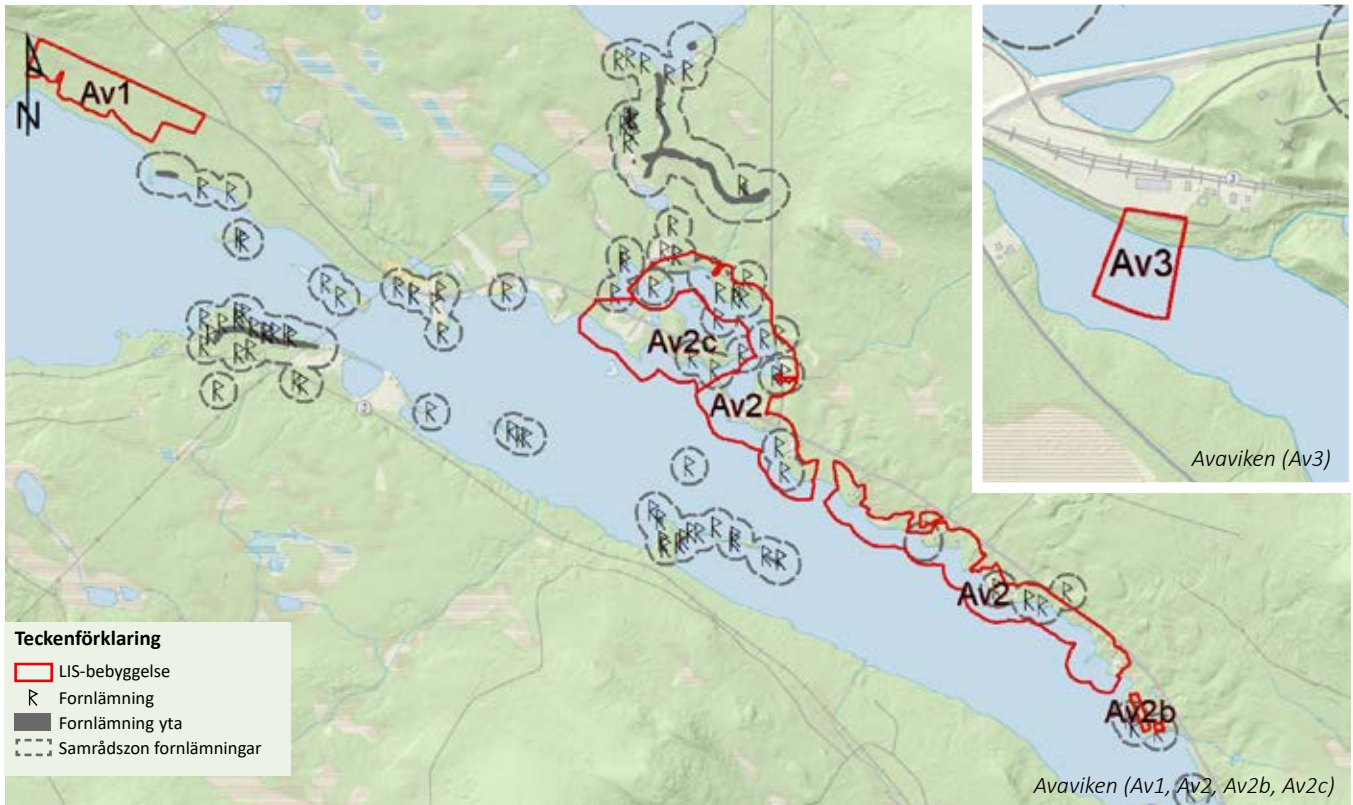 Av1
N
Av2c
Av2
Av2
Av2b
Av3
Avaviken (Av3)
Teckenförklaring
LIS-bebyggelse
Fornlämning
Fornlämning yta
Samrådszon fornlämningar
Avaviken (Av1, Av2, Av2b, Av2c)